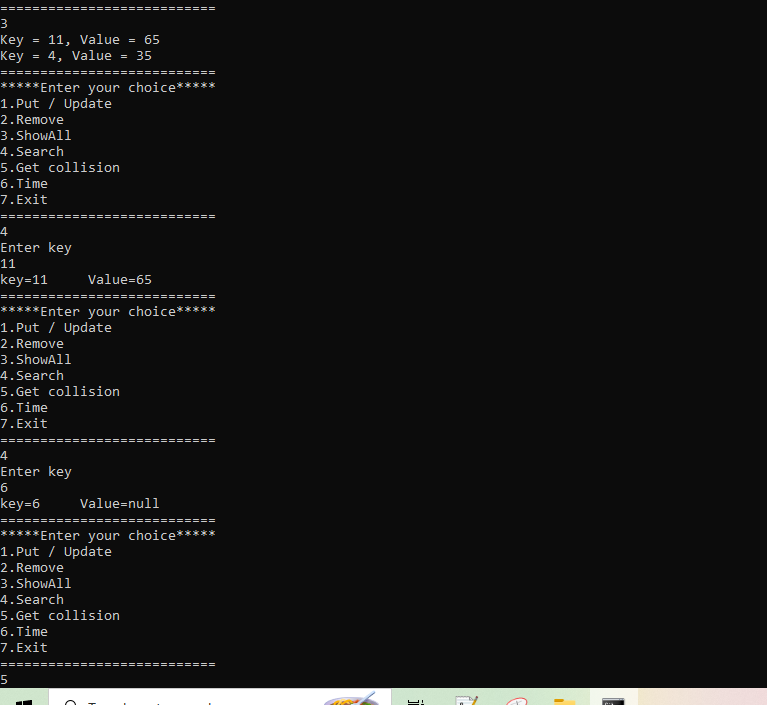 ===========================
3
Key = 11, Value = 65
Key = 4, Value = 35
===========================
*****Enter your choice*****
1.Put / Update
2.Remove
3.ShowAll
4.Search
5.Get collision
6.Time
7.Exit
===========================
4
Enter key
11
key=11     Value=65
===========================
*****Enter your choice*****
1.Put / Update
2.Remove
3.ShowAll
4.Search
5.Get collision
6.Time
7.Exit
===========================
4
Enter key
6
key=6     Value=null
===========================
*****Enter your choice*****
1.Put / Update
2.Remove
3.ShowAll
4.Search
5.Get collision
6.Time
7.Exit
===========================
5